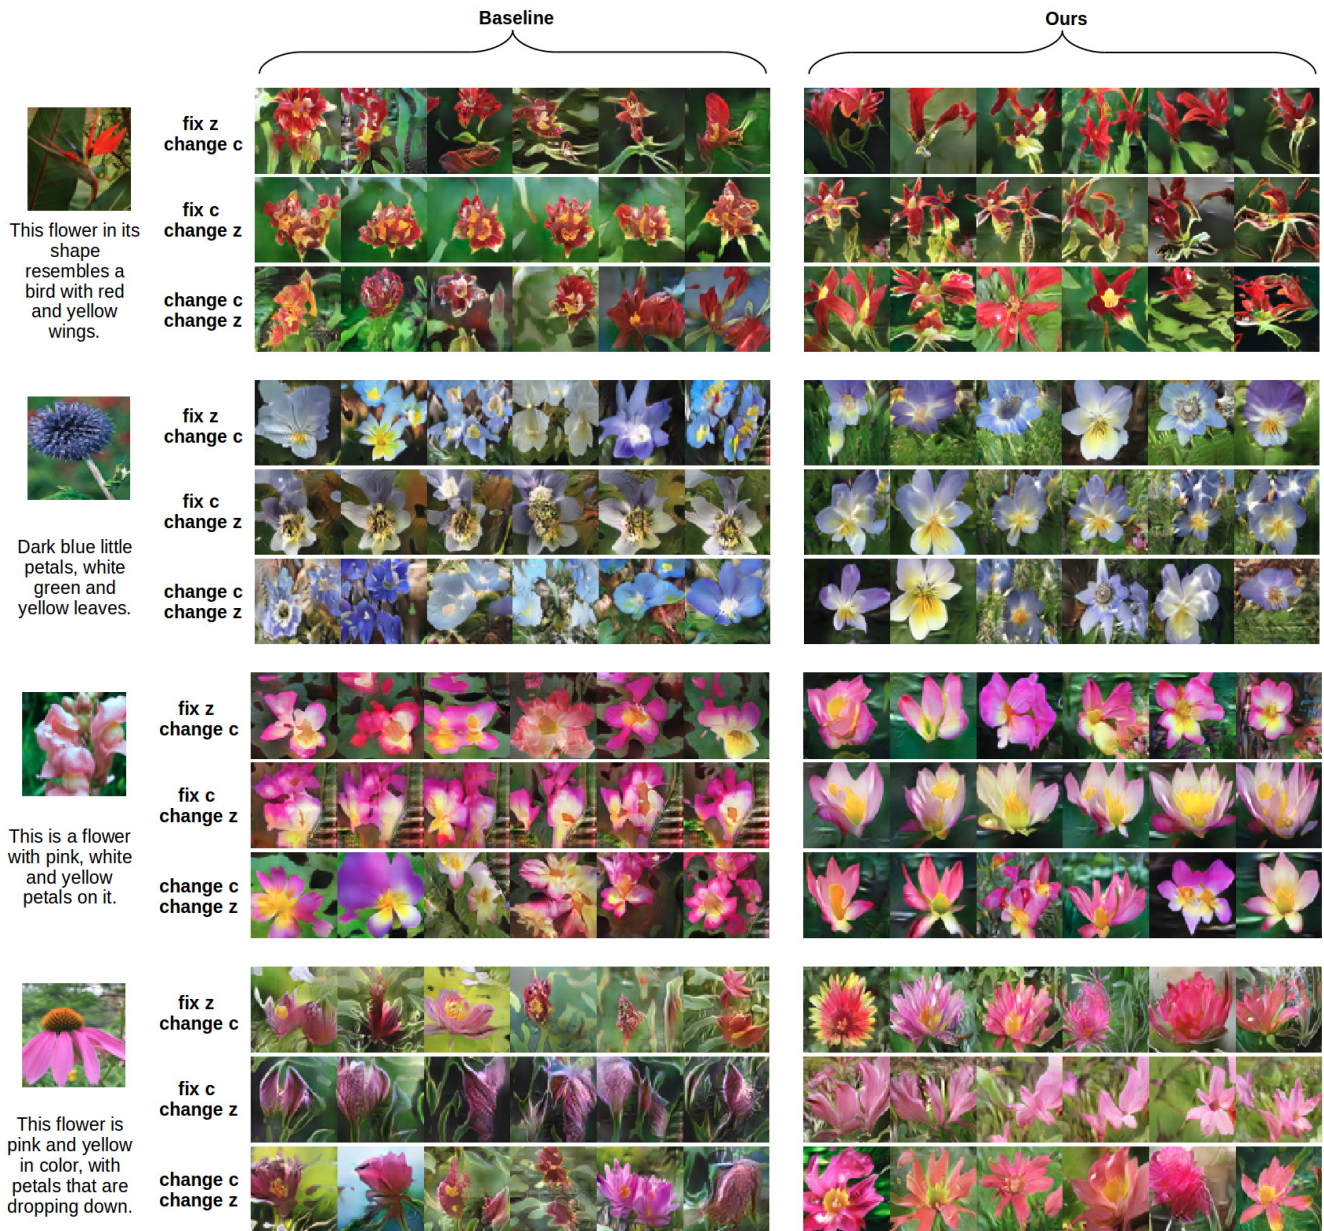 Baseline
Ours
fix z
change c
fix c
change z
change c
change z
This flower in its
shape
resembles a
bird with red
and yellow
wings.
fix z
change c
fix c
change z
change c
change z
Dark blue little
petals, white
green and
yellow leaves.
fix z
change c
fix c
change z
change c
change z
This is a flower
with pink, white
and yellow
petals on it.
fix z
change c
fix c
change z
change c
change z
This flower is
pink and yellow
in color, with
petals that are
dropping down.